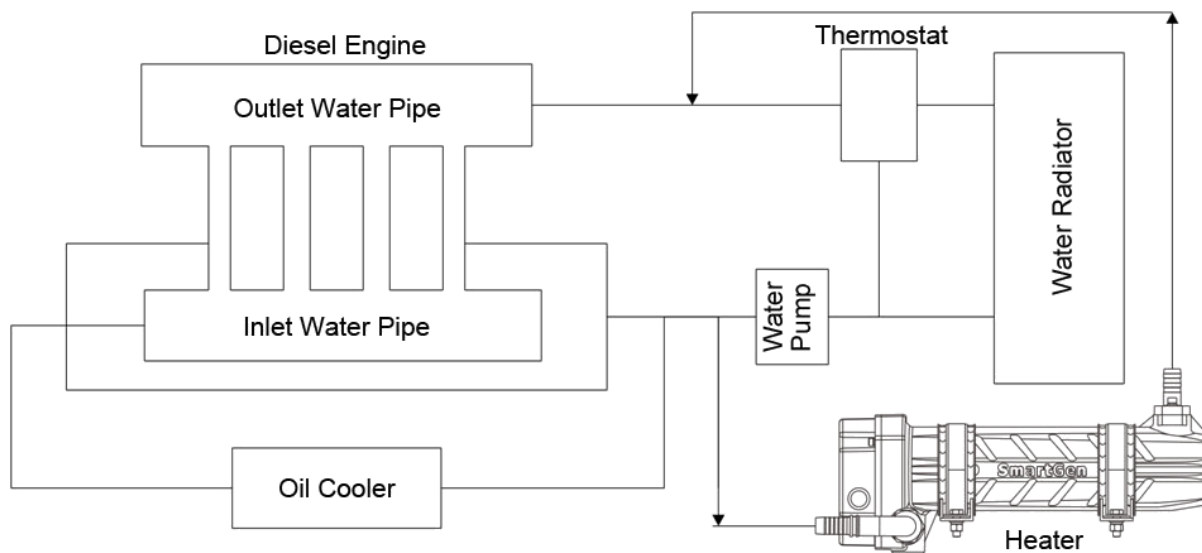 Diesel Engine
Thermostat
Outlet Water Pipe
Water Radiator
Inlet Water Pipe
Water
Pump
SmartGen
Oil Cooler
Heater